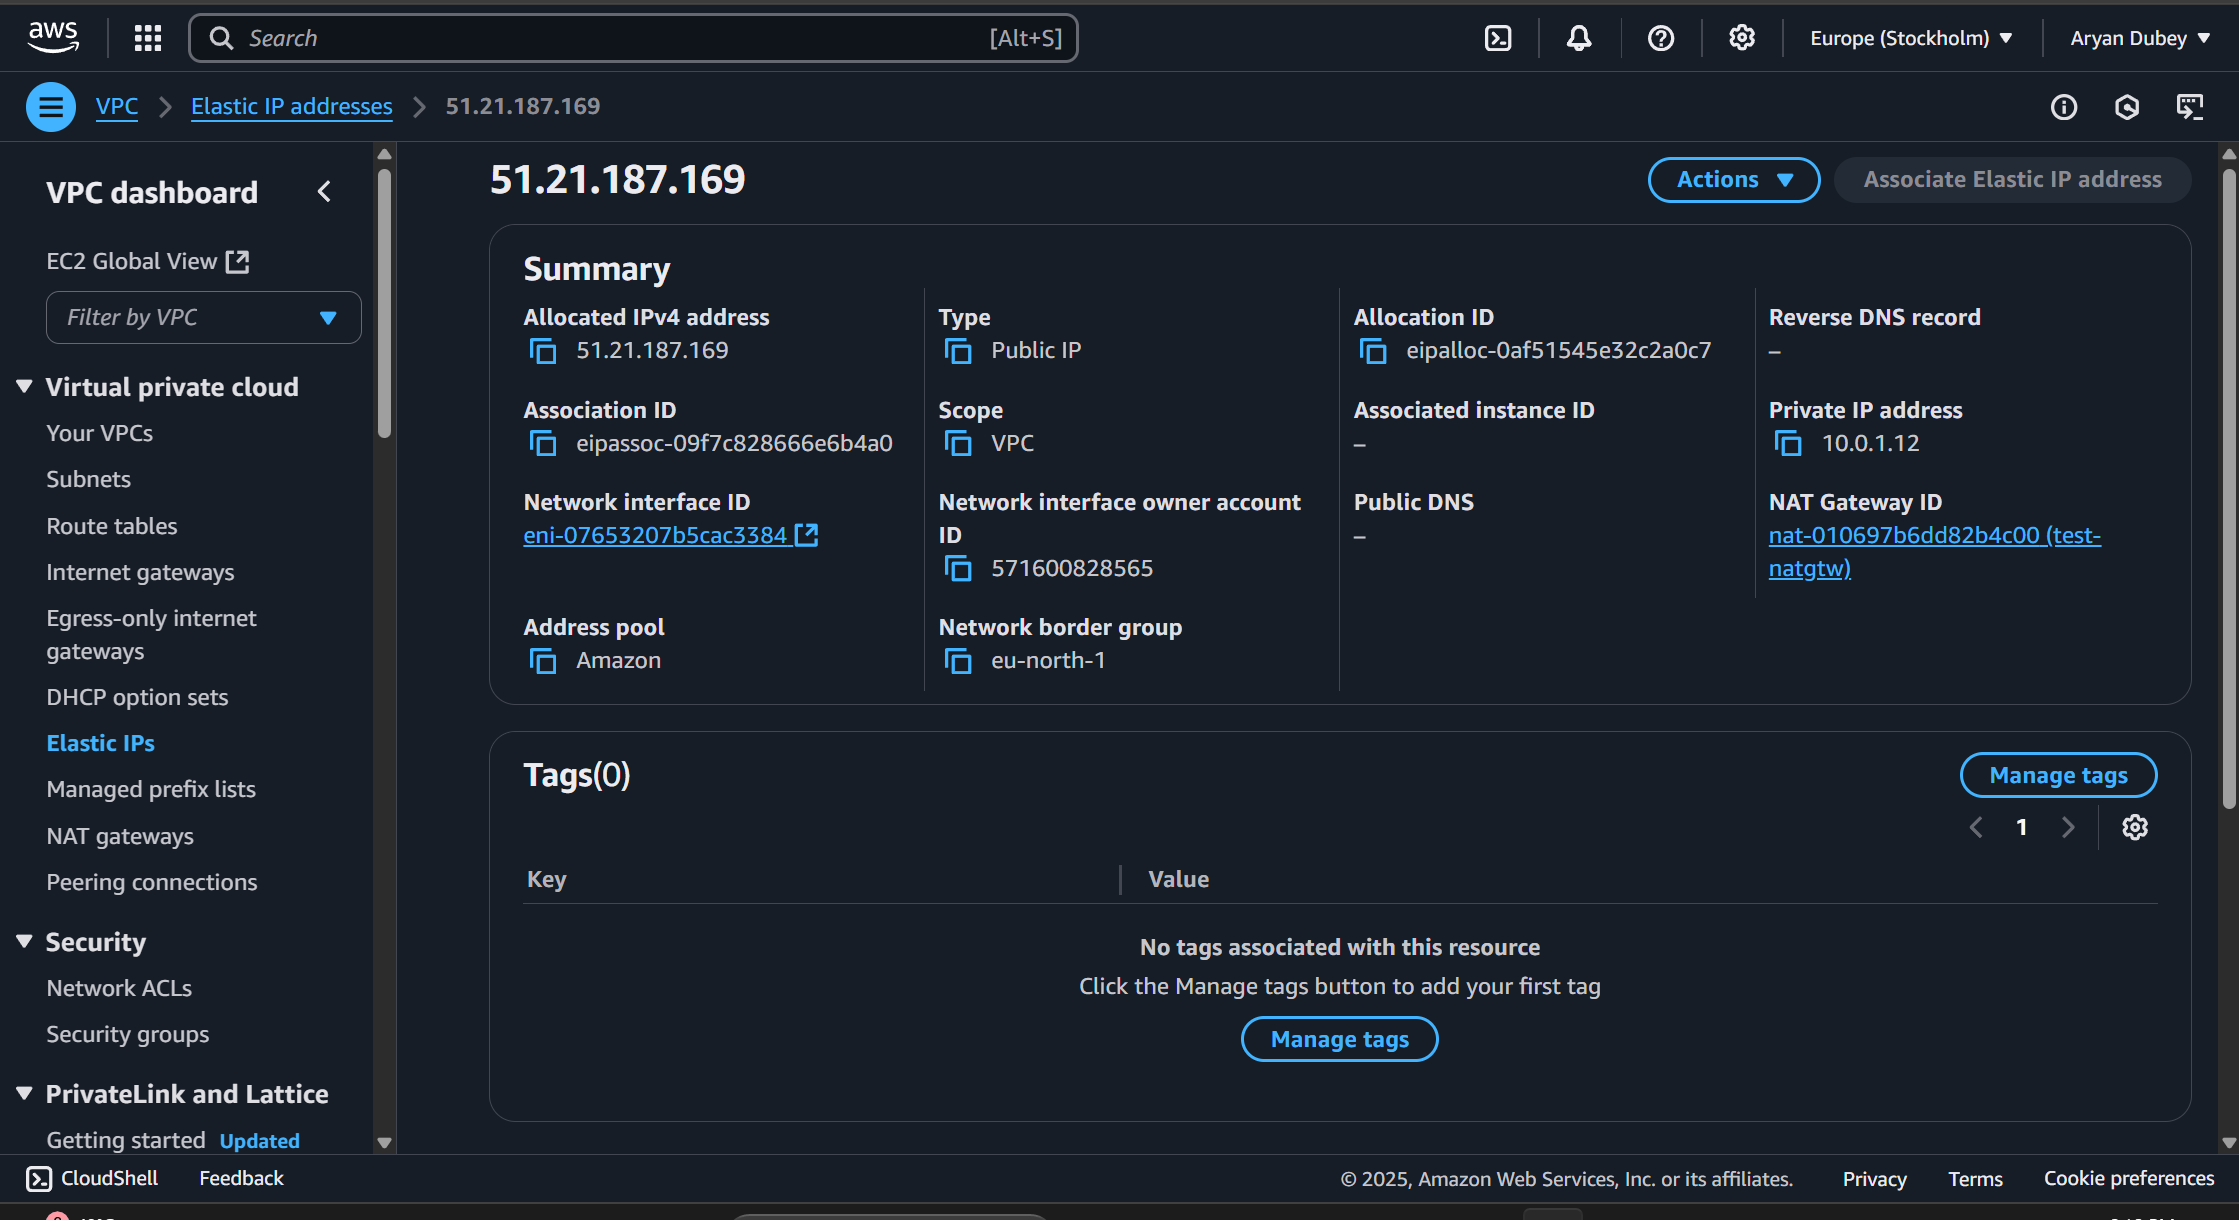 aws
Search [Alt+S]
Europe (Stockholm)
Aryan Dubey
VPC
Elastic IP addresses
51.21.187.169
VPC dashboard
EC2 Global View
Filter by VPC
Virtual private cloud
Your VPCs
Subnets
Route tables
Internet gateways
Egress-only internet
gateways
DHCP option sets
Elastic IPs
Managed prefix lists
NAT gateways
Peering connections
Security
Network ACLs
Security groups
PrivateLink and Lattice
Getting started Updated
51.21.187.169
Actions
Associate Elastic IP address
Summary
Allocated IPv4 address
51.21.187.169
Type
Public IP
Allocation ID
eipalloc-0af51545e32c2a0c7
Reverse DNS record
–
Association ID
eipassoc-09f7c828666e6b4a0
Scope
VPC
Associated instance ID
–
Private IP address
10.0.1.12
Network interface ID
eni-07653207b5cac3384
Network interface owner account
ID
571600828565
Public DNS
–
NAT Gateway ID
nat-010697b6dd82b4c00 (test-
natgtw)
Address pool
Amazon
Network border group
eu-north-1
Tags(0)
Manage tags
1
Key
Value
No tags associated with this resource
Click the Manage tags button to add your first tag
Manage tags
CloudShell
Feedback
© 2025, Amazon Web Services, Inc. or its affiliates.
Privacy
Terms
Cookie preferences